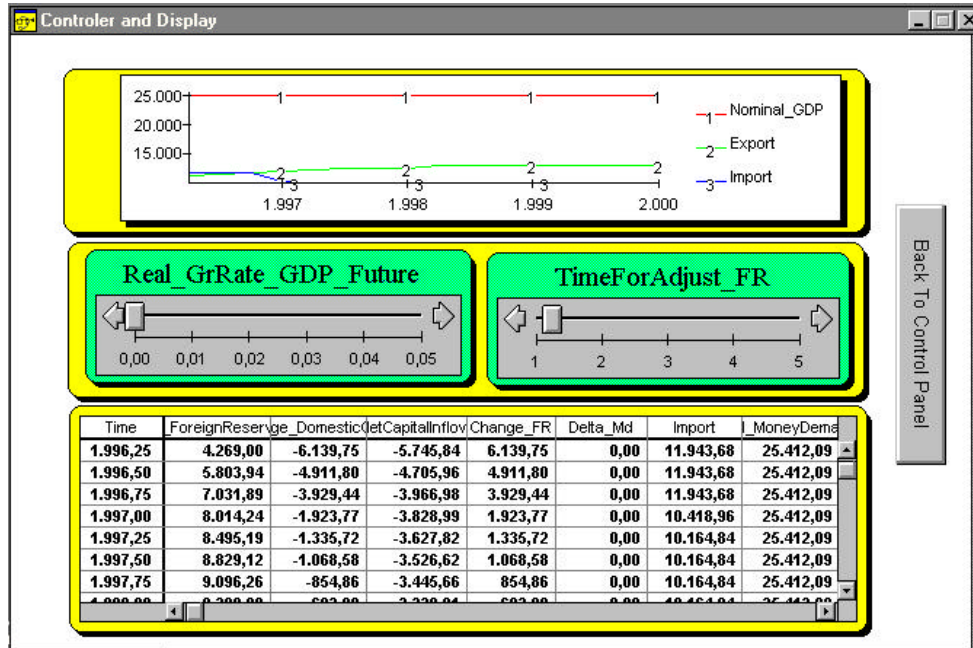 Controler and Display
25.000
20.000
15.000
1 1 1 1
2 2 2 2
3 3 3
1.997 1.998 1.999 2.000
1 Nominal_GDP
2 Export
3 Import
Real_GrRate_GDP_Future
0,00 0,01 0,02 0,03 0,04 0,05
TimeForAdjust_FR
1 2 3 4 5
Back To Control Panel
Time _ForeignReserv ge_Domestic etCapitalInflov Change_FR Delta_Md Import l_MoneyDema
1.996,25 4.269,00 -6.139,75 -5.745,84 6.139,75 0,00 11.943,68 25.412,09
1.996,50 5.803,94 -4.911,80 -4.705,96 4.911,80 0,00 11.943,68 25.412,09
1.996,75 7.031,89 -3.929,44 -3.966,98 3.929,44 0,00 11.943,68 25.412,09
1.997,00 8.014,24 -1.923,77 -3.828,99 1.923,77 0,00 10.418,96 25.412,09
1.997,25 8.495,19 -1.335,72 -3.627,82 1.335,72 0,00 10.164,84 25.412,09
1.997,50 8.829,12 -1.068,58 -3.526,62 1.068,58 0,00 10.164,84 25.412,09
1.997,75 9.096,26 -854,86 -3.445,66 854,86 0,00 10.164,84 25.412,09